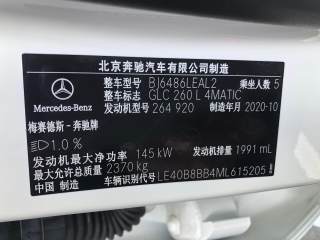 北京奔驰汽车有限公司制造
整车型号 BJ6486LEAL2 乘坐人数 5
整车标志 GLC 260 L 4MATIC
发动机型号 264 920 制造年月 2020-10
Mercedes-Benz
梅赛德斯-奔驰牌
1.0 %
发动机最大净功率 145 kW 发动机排量 1991 mL
最大允许总质量 2370 kg
中国 制造 车辆识别代号 LE40B8BB4ML615205